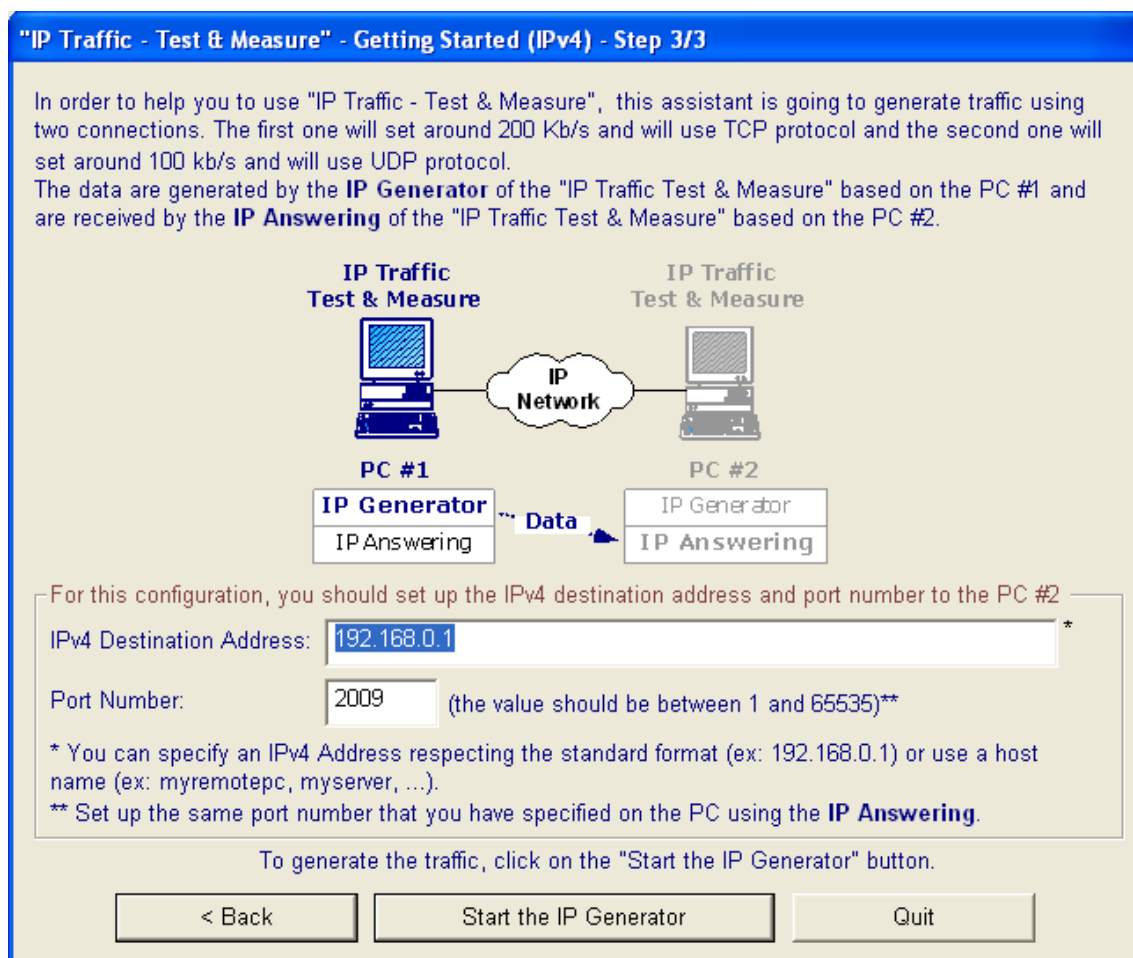 "IP Traffic - Test & Measure" - Getting Started (IPv4) - Step 3/3
In order to help you to use "IP Traffic - Test & Measure", this assistant is going to generate traffic using
two connections. The first one will set around 200 Kb/s and will use TCP protocol and the second one will
set around 100 kb/s and will use UDP protocol.
The data are generated by the IP Generator of the "IP Traffic Test & Measure" based on the PC #1 and
are received by the IP Answering of the "IP Traffic Test & Measure" based on the PC #2.
IP Traffic
Test & Measure
IP Traffic
Test & Measure
IP
Network
PC #1
PC #2
IP Generator
IP Answering
Data
IP Generator
IP Answering
For this configuration, you should set up the IPv4 destination address and port number to the PC #2
IPv4 Destination Address: 192.168.0.1 *
Port Number: 2009 (the value should be between 1 and 65535)**
* You can specify an IPv4 Address respecting the standard format (ex: 192.168.0.1) or use a host
name (ex: myremotepc, myserver, ...).
** Set up the same port number that you have specified on the PC using the IP Answering.
To generate the traffic, click on the "Start the IP Generator" button.
< Back Start the IP Generator Quit